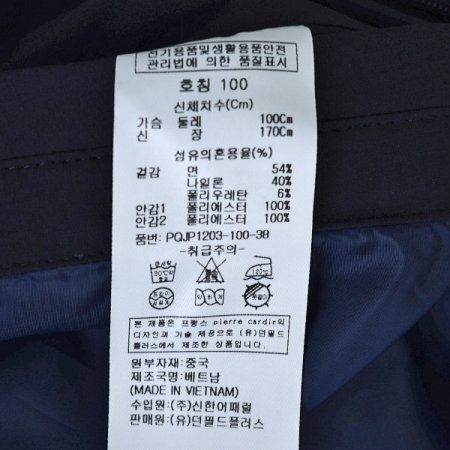 전기용품및생활용품안전
관리법에 의한 품질표시
호칭 100
신체치수(Cm)
가슴 둘레 100Cm
신 장 170Cm
섬유의혼용율(%)
겉감 면 54%
나일론 40%
폴리우레탄 6%
안감1 폴리에스터 100%
안감2 폴리에스터 100%
품번: PQJP1203-100-38
-취급주의-
본 제품은 프랑스 pierre cardin의
디자인과 기술 제공으로 (유)던필드
플러스에서 제조한 상품입니다.
원부자재:중국
제조국명:베트남
(MADE IN VIETNAM)
수입원:(주)신한어패럴
판매원:(유)던필드플러스